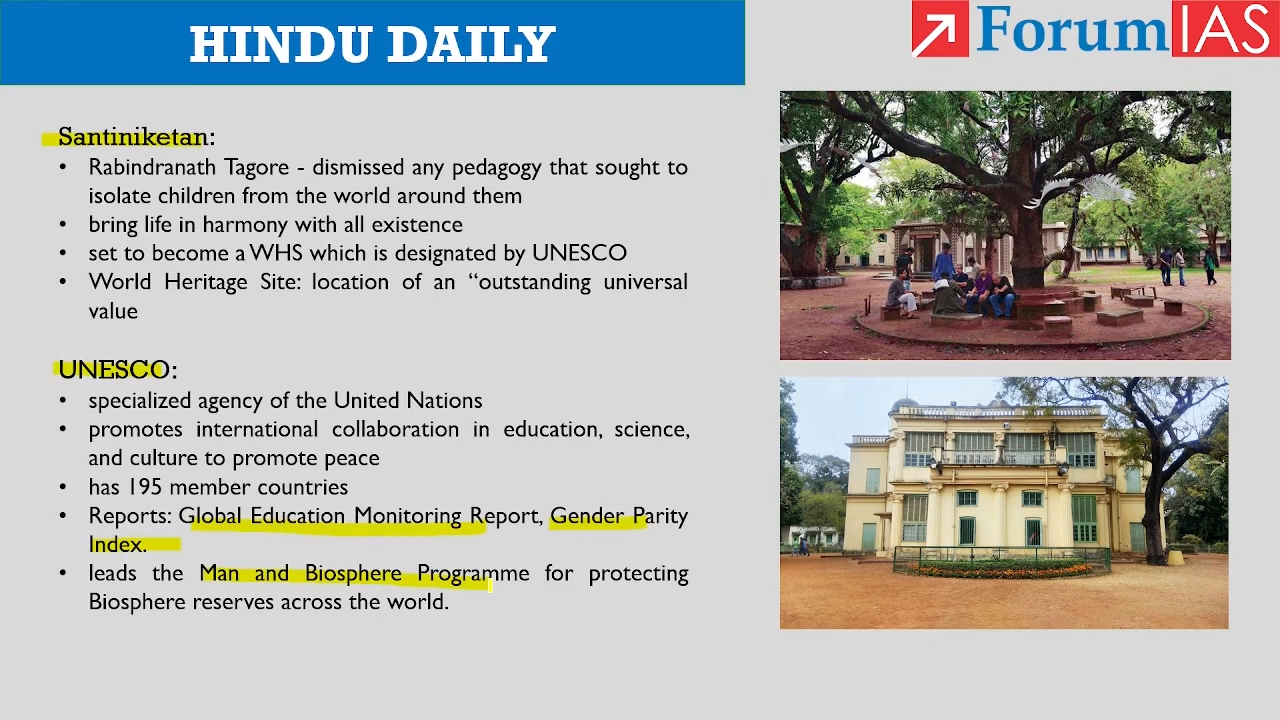 HINDU DAILY
ForumIAS
Santiniketan:
• Rabindranath Tagore - dismissed any pedagogy that sought to
isolate children from the world around them
• bring life in harmony with all existence
• set to become a WHS which is designated by UNESCO
• World Heritage Site: location of an “outstanding universal
value
UNESCO:
• specialized agency of the United Nations
• promotes international collaboration in education, science,
and culture to promote peace
• has 195 member countries
• Reports: Global Education Monitoring Report, Gender Parity
Index.
• leads the Man and Biosphere Programme for protecting
Biosphere reserves across the world.